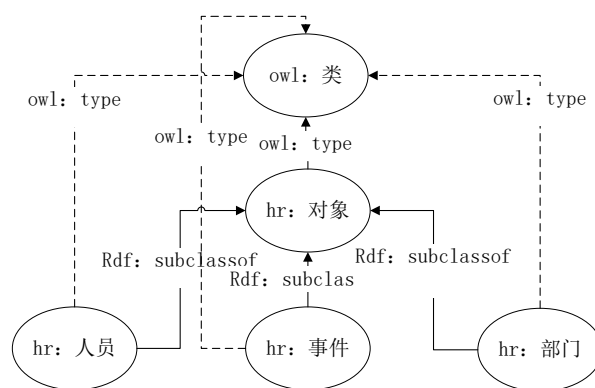 owl：类
owl：type
owl：type
owl：type
owl：type
hr：对象
Rdf：subclassof
Rdf：subclas
Rdf：subclassof
hr：人员
hr：事件
hr：部门